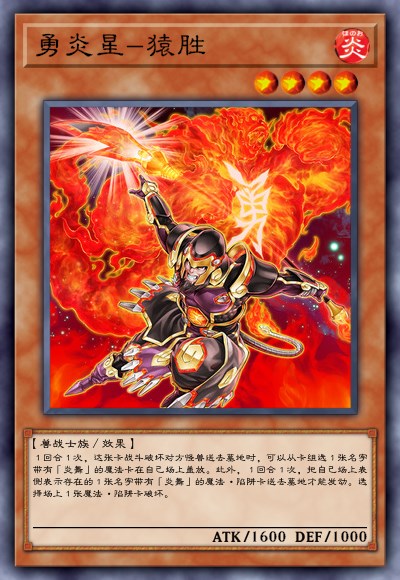 勇炎星-猿胜
ほのお
炎
勇
【兽战士族/效果】
1回合1次，这张卡战斗破坏对方怪兽送去墓地时，可以从卡组选1张名字
带有「炎舞」的魔法卡在自己场上盖放。此外，1回合1次，把自己场上表
侧表示存在的1张名字带有「炎舞」的魔法·陷阱卡送去墓地才能发动。选
择场上1张魔法·陷阱卡破坏。
ATK/1600 DEF/1000